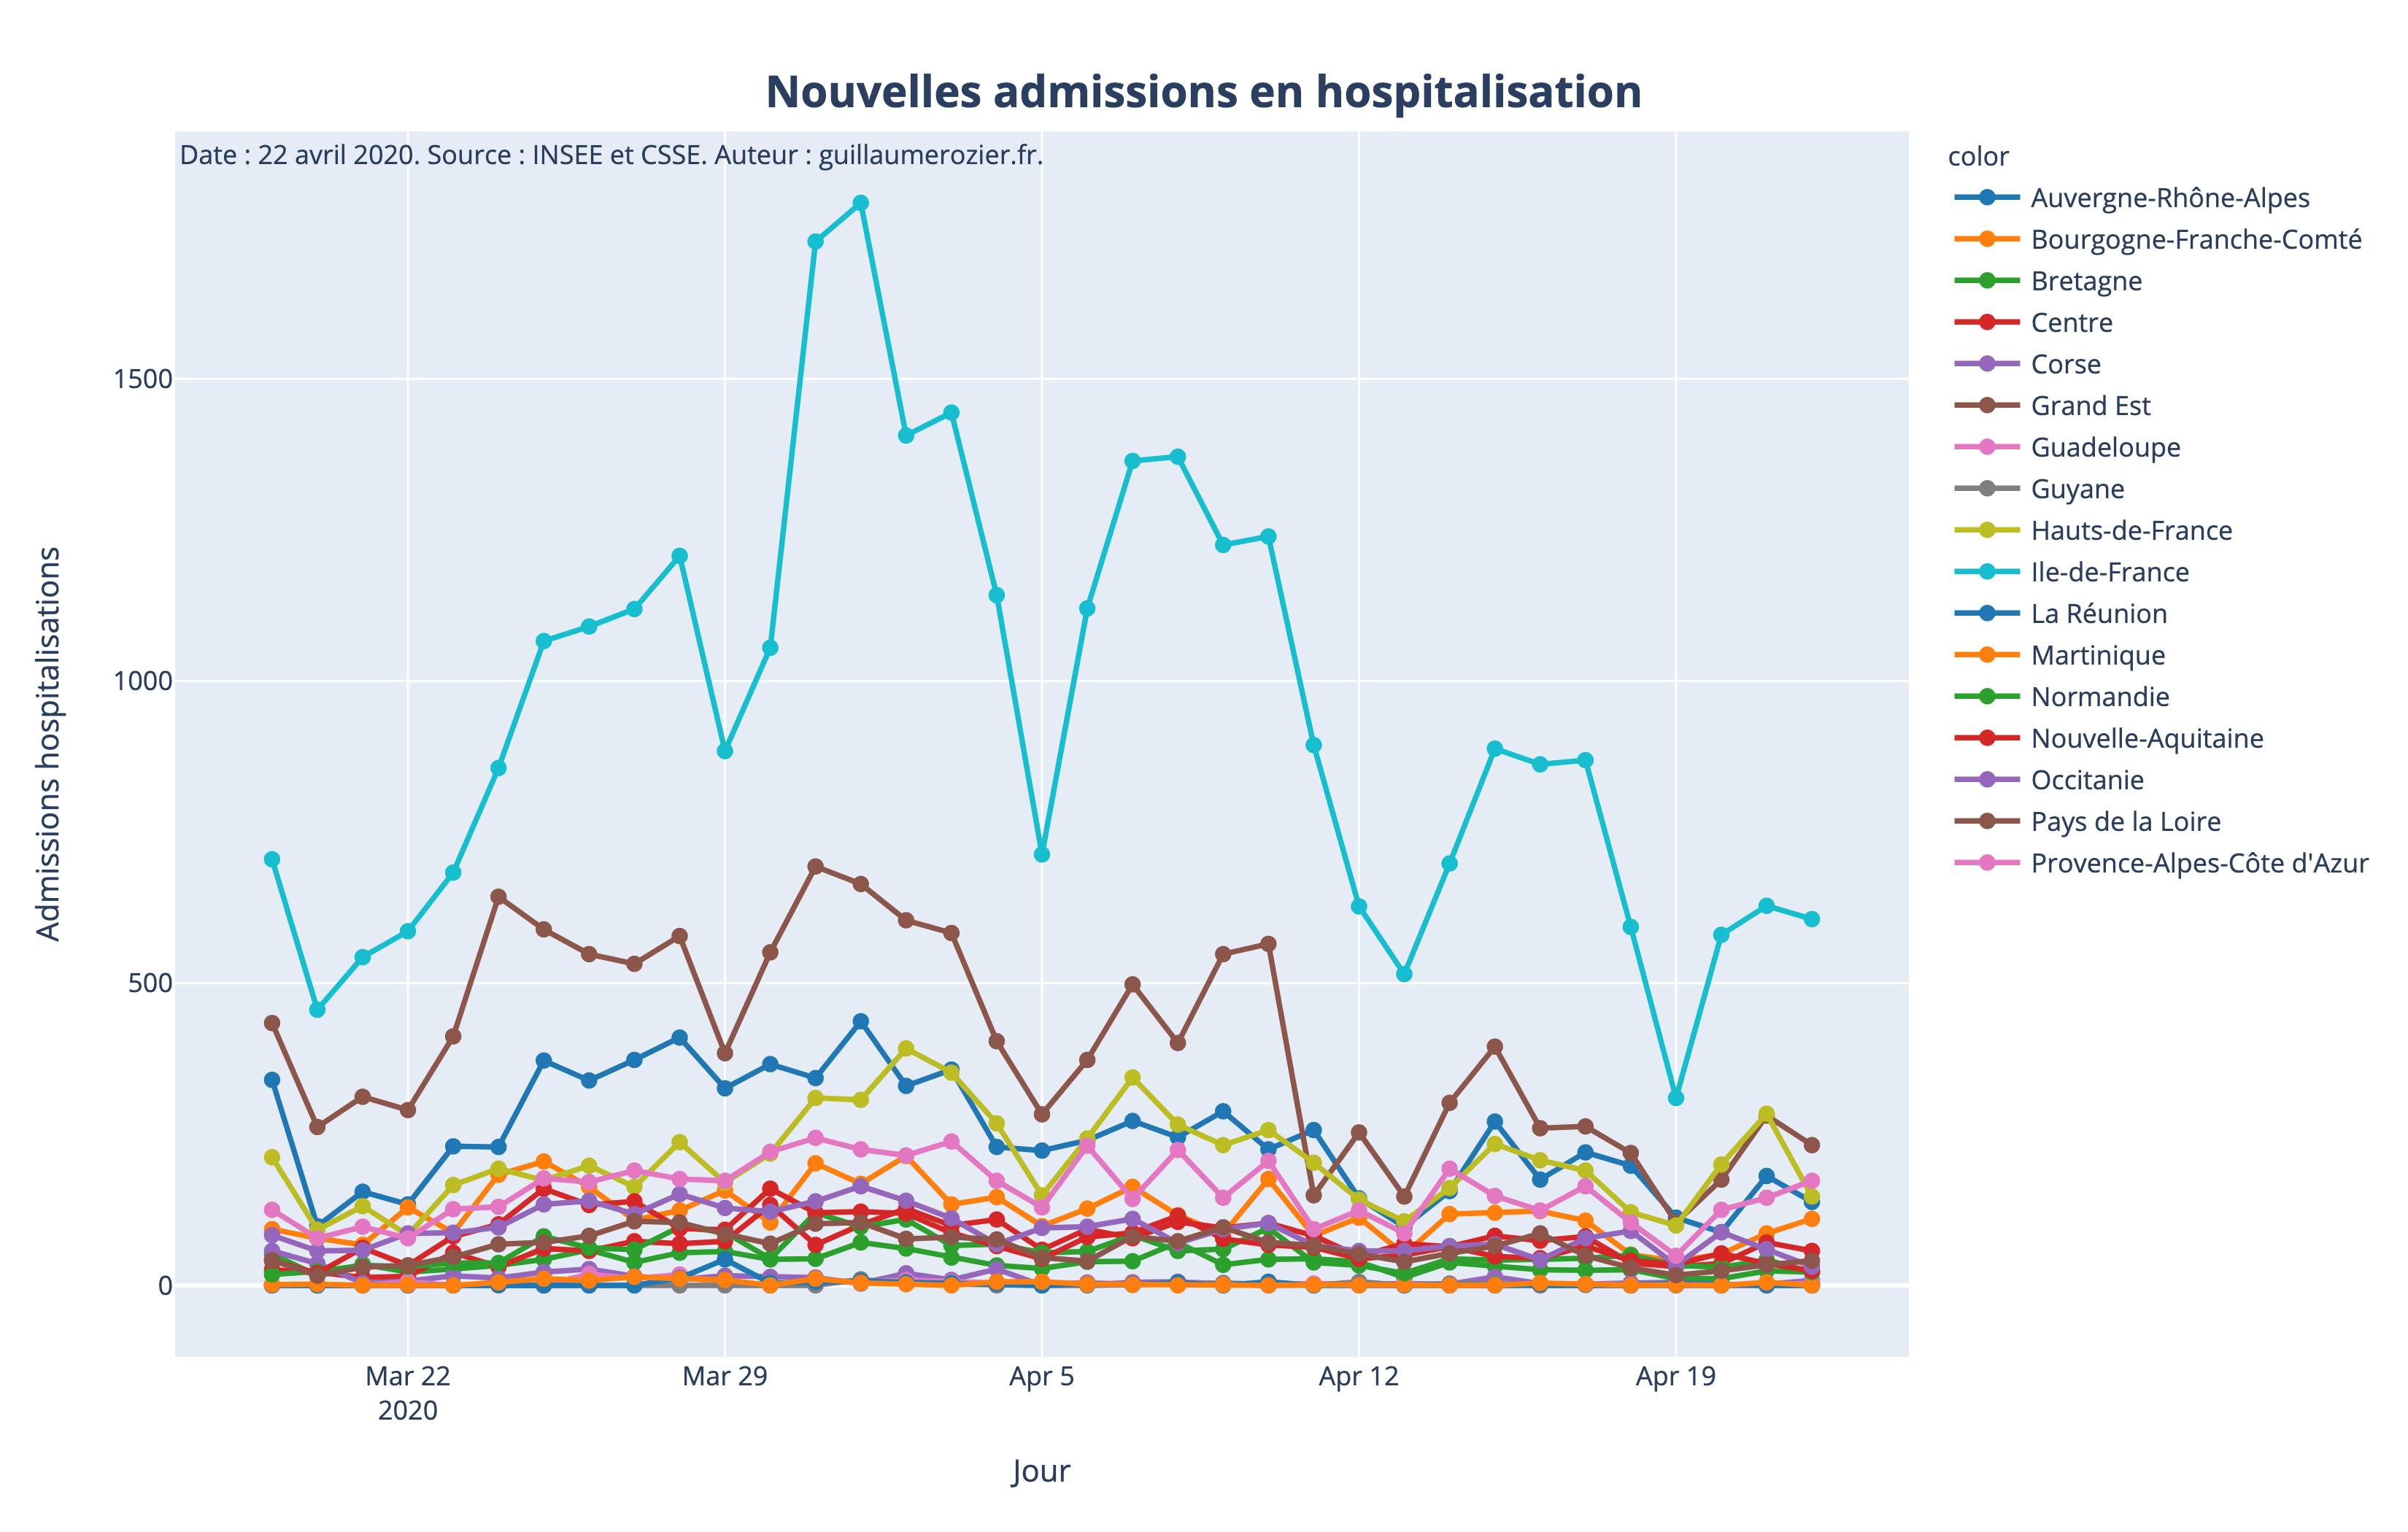 Nouvelles admissions en hospitalisation
Date : 22 avril 2020. Source : INSEE et CSSE. Auteur : guillaumerozier.fr.
color
Auvergne-Rhône-Alpes
Bourgogne-Franche-Comté
Bretagne
Centre
Corse
Grand Est
Guadeloupe
Guyane
Hauts-de-France
Ile-de-France
La Réunion
Martinique
Normandie
Nouvelle-Aquitaine
Occitanie
Pays de la Loire
Provence-Alpes-Côte d'Azur
Admissions hospitalisations
1500
1000
500
0
Mar 22
2020
Mar 29
Apr 5
Apr 12
Apr 19
Jour